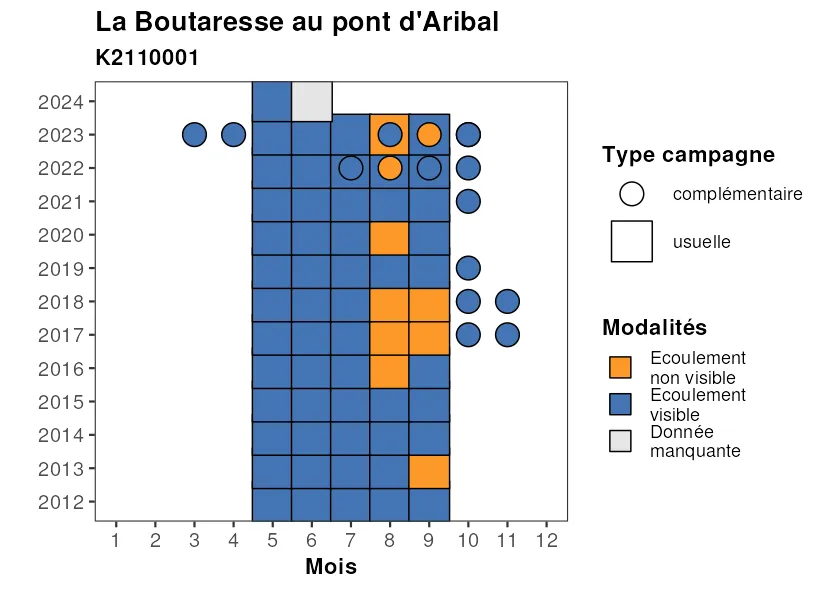 La Boutaresse au pont d'Aribal
K2110001
2024
2023
2022
2021
2020
2019
2018
2017
2016
2015
2014
2013
2012
1 2 3 4 5 6 7 8 9 10 11 12
Mois
Type campagne
complémentaire
usuelle
Modalités
Ecoulement
non visible
Ecoulement
visible
Donnée
manquante